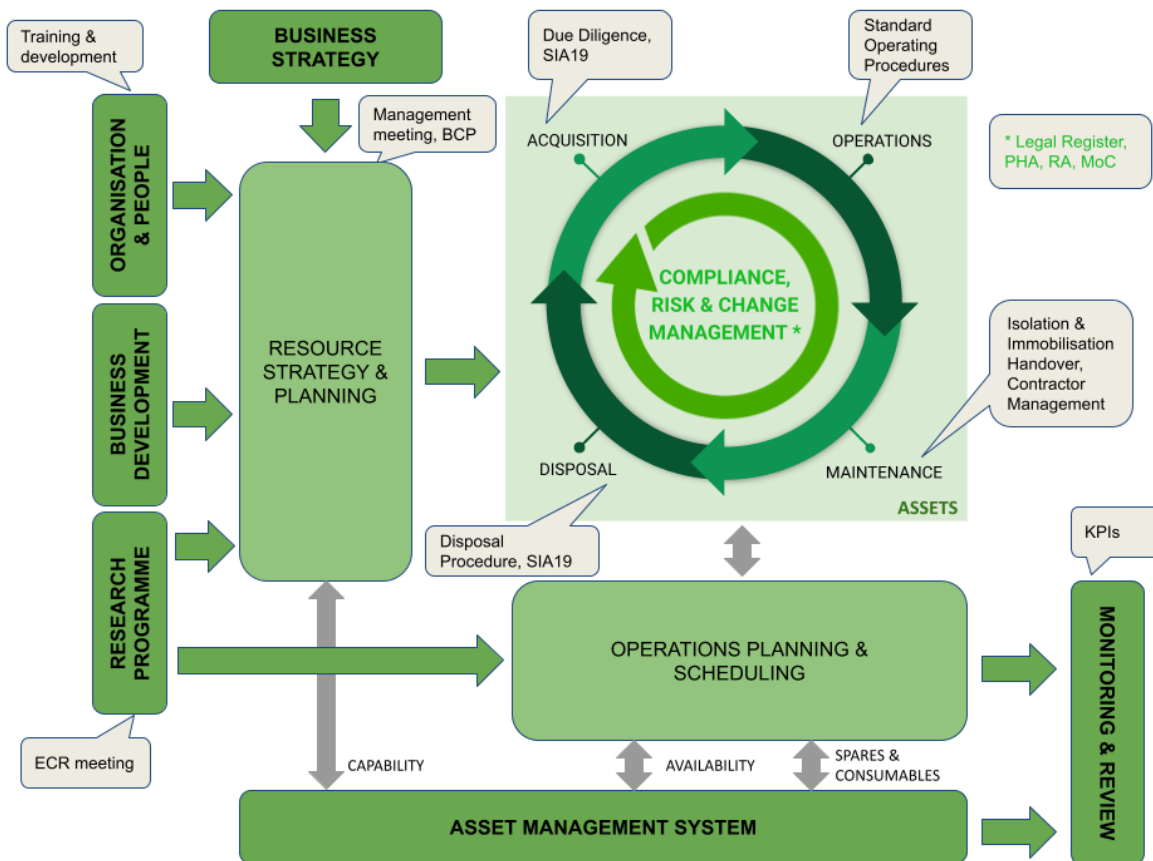 Training &
development
BUSINESS
STRATEGY
Due Diligence,
SIA19
Standard
Operating
Procedures
Management
meeting, BCP
ACQUISITION
OPERATIONS
* Legal Register,
PHA, RA, MoC
ORGANISATION
& PEOPLE
COMPLIANCE,
RISK & CHANGE
MANAGEMENT *
BUSINESS
DEVELOPMENT
RESOURCE
STRATEGY &
PLANNING
Isolation &
Immobilisation
Handover,
Contractor
Management
DISPOSAL
MAINTENANCE
ASSETS
Disposal
Procedure, SIA19
KPIs
RESEARCH
PROGRAMME
OPERATIONS PLANNING &
SCHEDULING
MONITORING & REVIEW
ECR meeting
CAPABILITY
AVAILABILITY
SPARES &
CONSUMABLES
ASSET MANAGEMENT SYSTEM